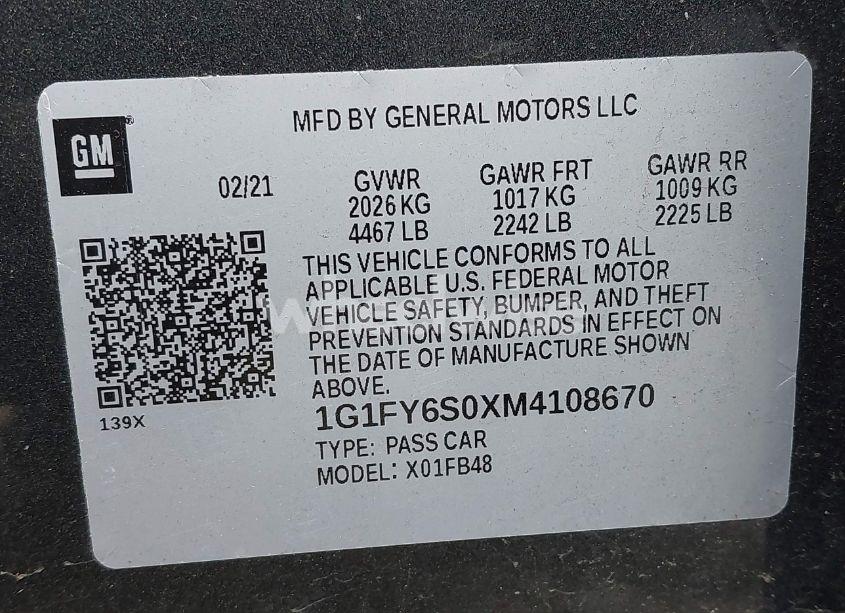 MFD BY GENERAL MOTORS LLC
GM
®
02/21
GVWR
2026 KG
4467 LB
GAWR FRT
1017 KG
2242 LB
GAWR RR
1009 KG
2225 LB
THIS VEHICLE CONFORMS TO ALL
APPLICABLE U.S. FEDERAL MOTOR
VEHICLE SAFETY, BUMPER, AND THEFT
PREVENTION STANDARDS IN EFFECT ON
THE DATE OF MANUFACTURE SHOWN
ABOVE.
139X
1G1FY6S0XM4108670
TYPE: PASS CAR
MODEL: X01FB48